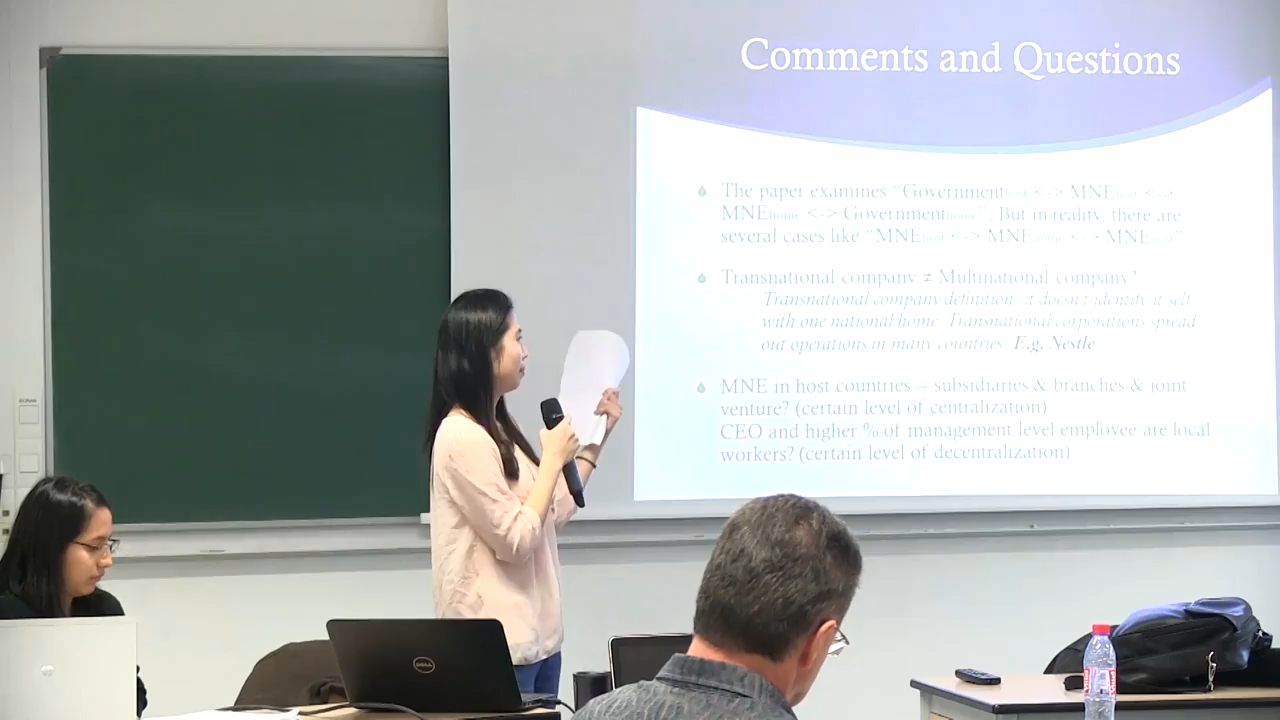 Comments and Questions
The paper examines "Governmenthost <-> MNEhost <->
MNEhome <-> Governmenthome". But in reality, there are
several cases like "MNEhost <-> MNEhome <-> MNEhost"
Transnational company ≠ Multinational company?
Transnational company definition: it doesn't identify it self
with one national home. Transnational corporations spread
out operations in many countries. E.g. Nestle
MNE in host countries = subsidiaries & branches & joint
venture? (certain level of centralization)
CEO and higher % of management level employee are local
workers? (certain level of decentralization)
DELL
hp